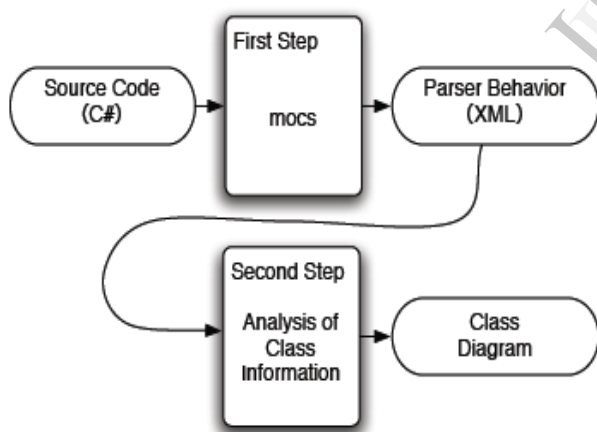 First Step
Source Code
(C#)
mocs
Parser Behavior
(XML)
Second Step
Analysis of
Class
Information
Class
Diagram